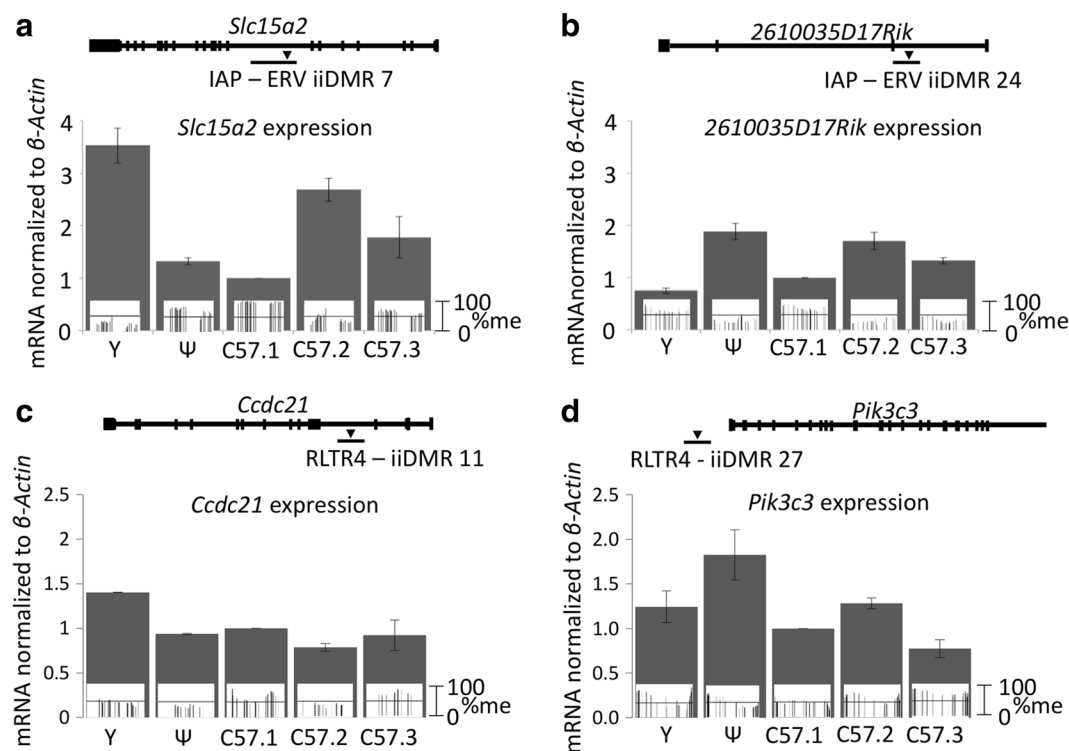 a
Slc15a2
IAP – ERV iiDMR 7
Slc15a2 expression
mRNA normalized to β-Actin
4
3
2
1
0
100
0
%me
Υ
Ψ
C57.1
C57.2
C57.3
b
2610035D17Rik
IAP – ERV iiDMR 24
2610035D17Rik expression
mRNAnormalized to β-Actin
4
3
2
1
0
100
0
%me
Υ
Ψ
C57.1
C57.2
C57.3
c
Ccdc21
RLTR4 – iiDMR 11
Ccdc21 expression
mRNA normalized to β-Actin
2.5
2
1.5
1
0.5
0
100
0
%me
Υ
Ψ
C57.1
C57.2
C57.3
d
Pik3c3
RLTR4 - iiDMR 27
Pik3c3 expression
mRNA normalized to β-Actin
2.5
2.0
1.5
1.0
0.5
0.0
100
0
%me
Υ
Ψ
C57.1
C57.2
C57.3